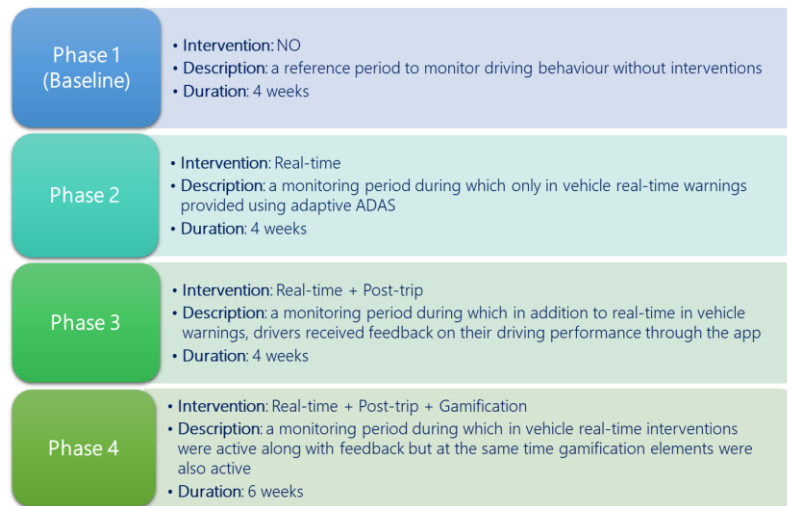 Phase 1
(Baseline)
• Intervention: NO
• Description: a reference period to monitor driving behaviour without interventions
• Duration: 4 weeks
Phase 2
• Intervention: Real-time
• Description: a monitoring period during which only in vehicle real-time warnings
provided using adaptive ADAS
• Duration: 4 weeks
Phase 3
• Intervention: Real-time + Post-trip
• Description: a monitoring period during which in addition to real-time in vehicle
warnings, drivers received feedback on their driving performance through the app
• Duration: 4 weeks
Phase 4
• Intervention: Real-time + Post-trip + Gamification
• Description: a monitoring period during which in vehicle real-time interventions
were active along with feedback but at the same time gamification elements were
also active
• Duration: 6 weeks